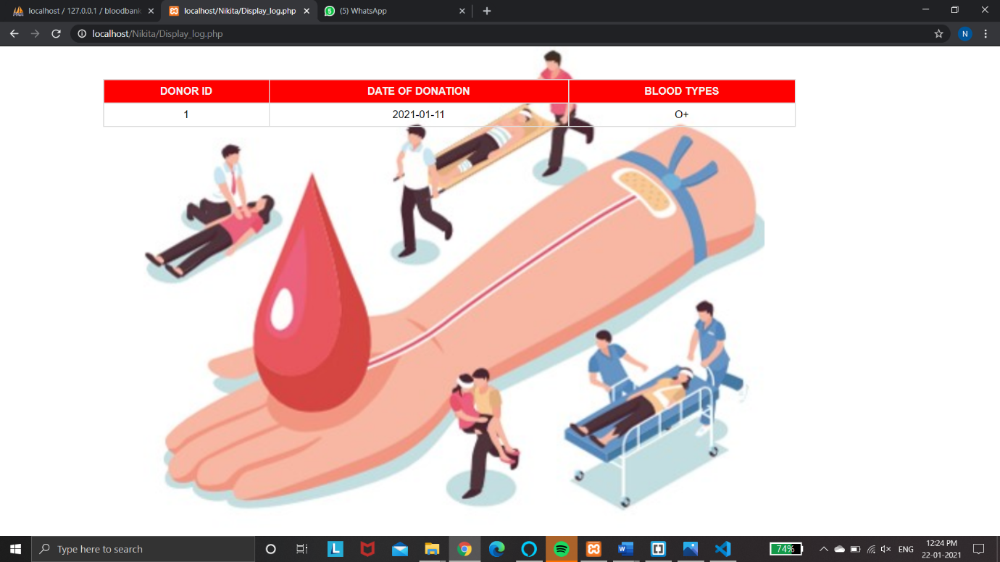 localhost / 127.0.0.1 / bloodbank
localhost/Nikita/Display_log.php
(5) WhatsApp
localhost/Nikita/Display_log.php
N
DONOR ID DATE OF DONATION BLOOD TYPES
1 2021-01-11 O+
Type here to search
L
W
74%
ENG
12:24 PM
22-01-2021